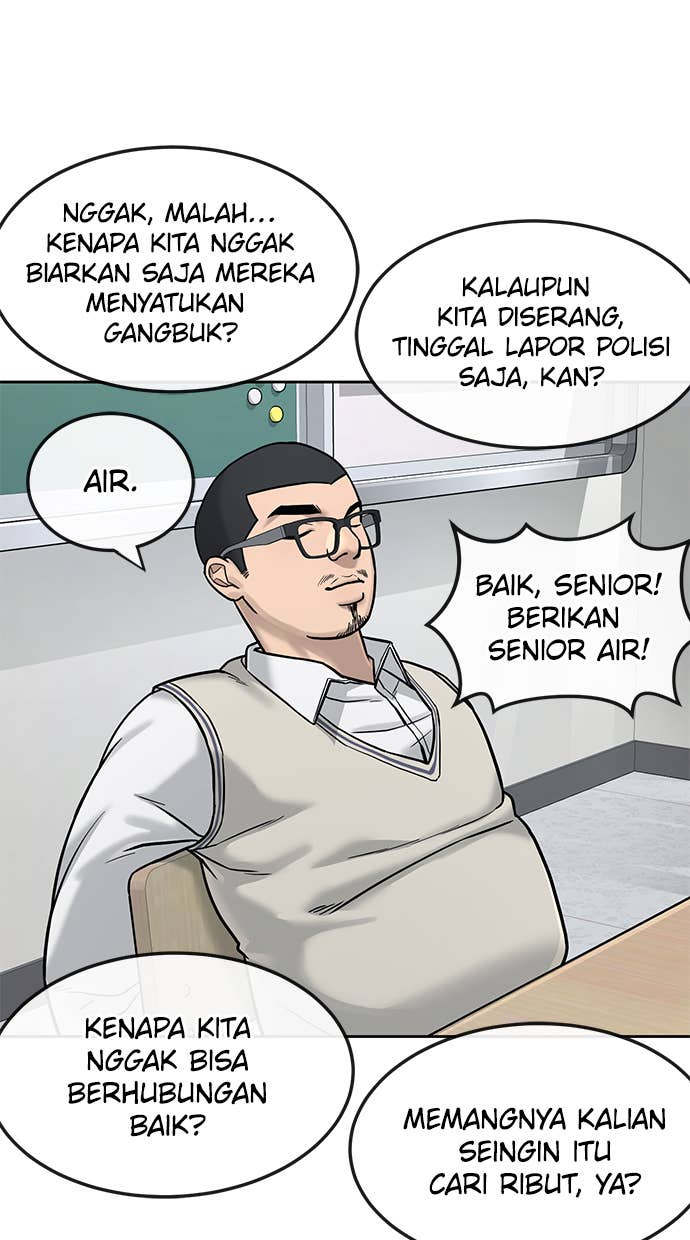 NGGAK, MALAH...
KENAPA KITA NGGAK
BIARKAN SAJA MEREKA
MENYATUKAN
GANGBUK?
KALAUPUN
KITA DISERANG,
TINGGAL LAPOR POLISI
SAJA, KAN?
AIR.
BAIK, SENIOR!
BERIKAN
SENIOR AIR!
KENAPA KITA
NGGAK BISA
BERHUBUNGAN
BAIK?
MEMANGNYA KALIAN
SEINGIN ITU
CARI RIBUT, YA?